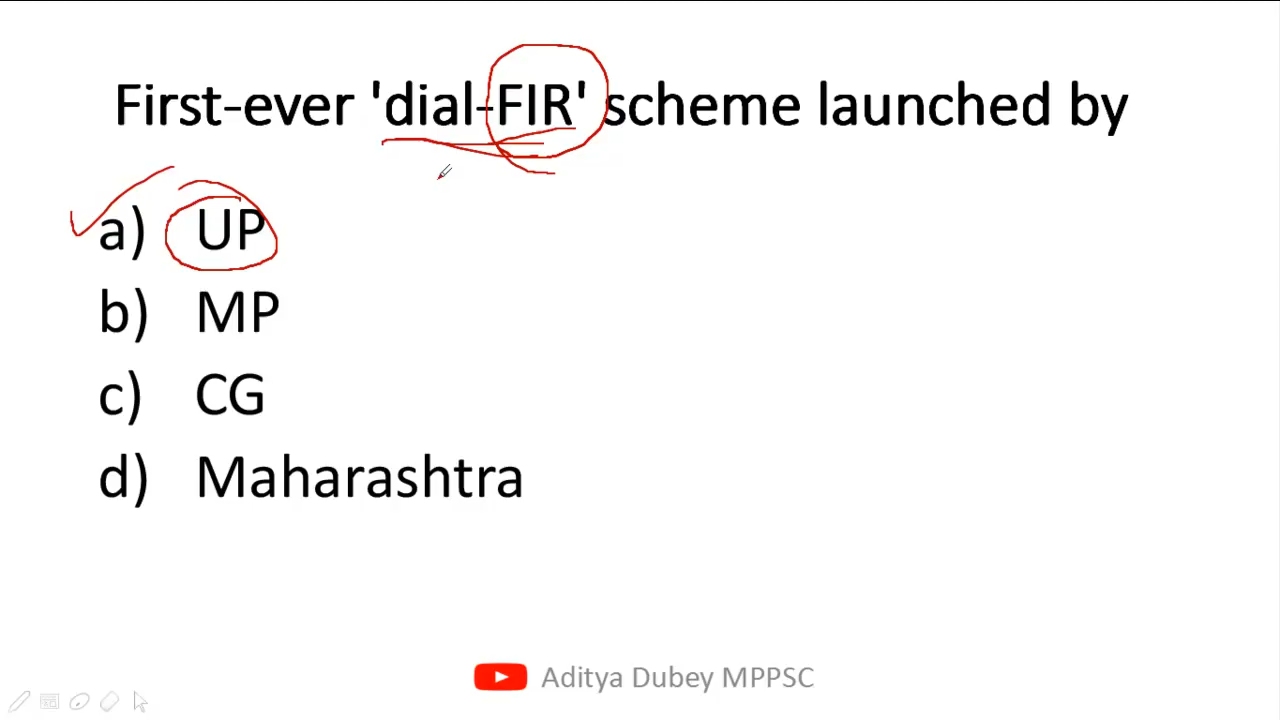 First-ever 'dial-FIR' scheme launched by
a) UP
b) MP
c) CG
d) Maharashtra
Aditya Dubey MPPSC